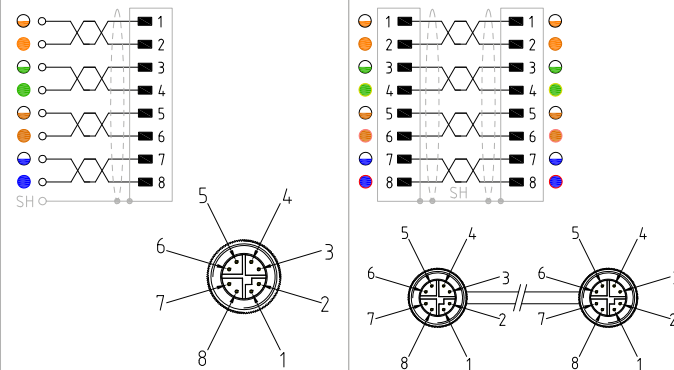 1 1 1
2 2 2
3 3 3
4 4 4
5 5 5
6 6 6
7 7 7
8 8 8
SH SH
5 4
6 3
7 2
8 1
5 4 5 4
6 3 6
7 2 7 2
8 1 8 1